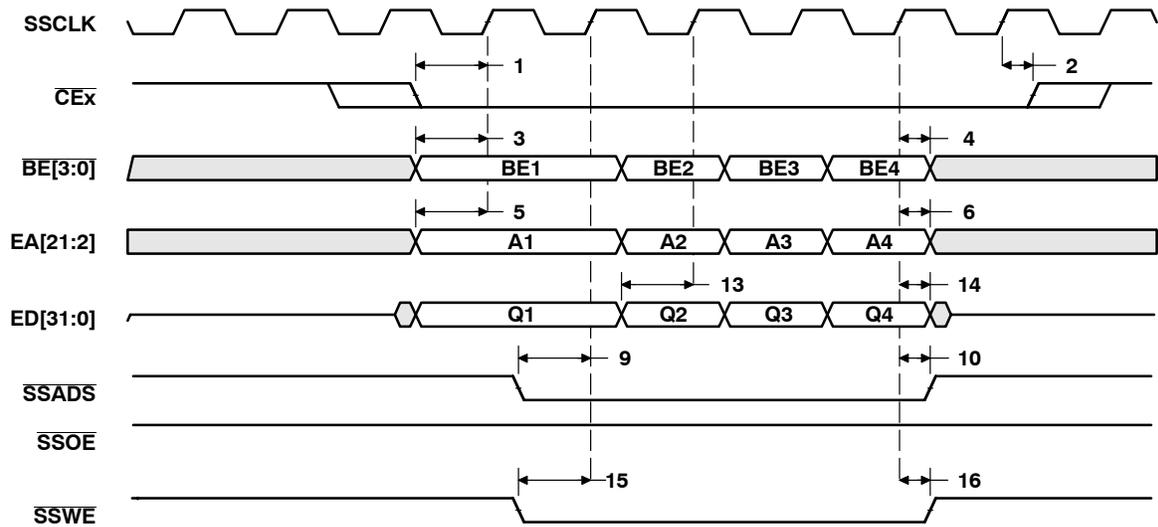 SSCLK
1 2
CEx
3 4
BE[3:0] BE1 BE2 BE3 BE4
5 6
EA[21:2] A1 A2 A3 A4
13 14
ED[31:0] Q1 Q2 Q3 Q4
9 10
SSADS
SSOE
15 16
SSWE